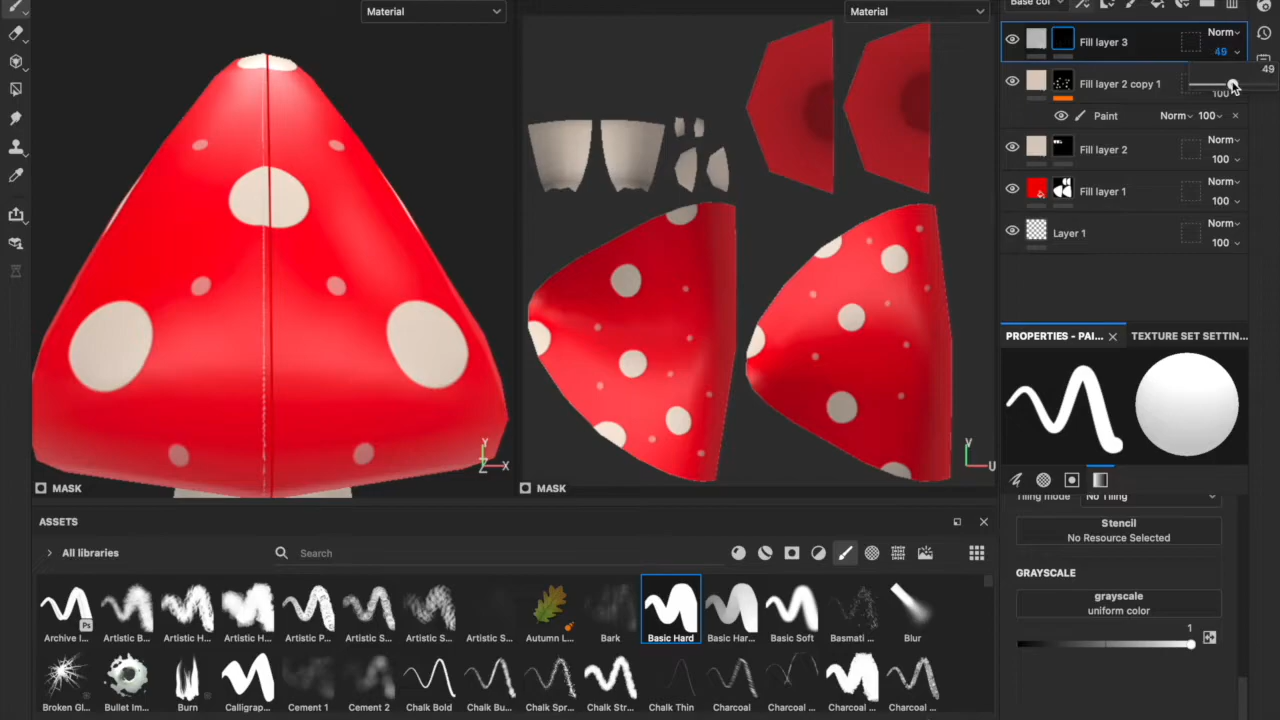 Material
Material
Base col
Norm
Fill layer 3
49
49
Fill layer 2 copy 1
100
Paint
Norm
100
Norm
Fill layer 2
100
Norm
Fill layer 1
100
Norm
Layer 1
100
PROPERTIES - PAI...
TEXTURE SET SETTIN...
Y
Z
X
V
U
MASK
MASK
Tiling mode
No Tiling
Stencil
No Resource Selected
GRAYSCALE
grayscale
uniform color
1
ASSETS
All libraries
Search
Ps
Archive I...
Artistic B...
Artistic H...
Artistic H...
Artistic P...
Artistic S...
Artistic S...
Artistic S...
Autumn L...
Bark
Basic Hard
Basic Har...
Basic Soft
Basmati ...
Blur
Broken Gl...
Bullet Im...
Burn
Calligrap...
Cement 1
Cement 2
Chalk Bold
Chalk Bu...
Chalk Spr...
Chalk Str...
Chalk Thin
Charcoal
Charcoal ...
Charcoal ...
Charcoal ...